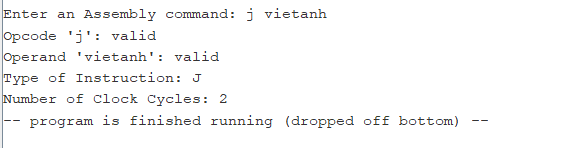 Enter an Assembly command: j vietanh
Opcode 'j': valid
Operand 'vietanh': valid
Type of Instruction: J
Number of Clock Cycles: 2
-- program is finished running (dropped off bottom) --